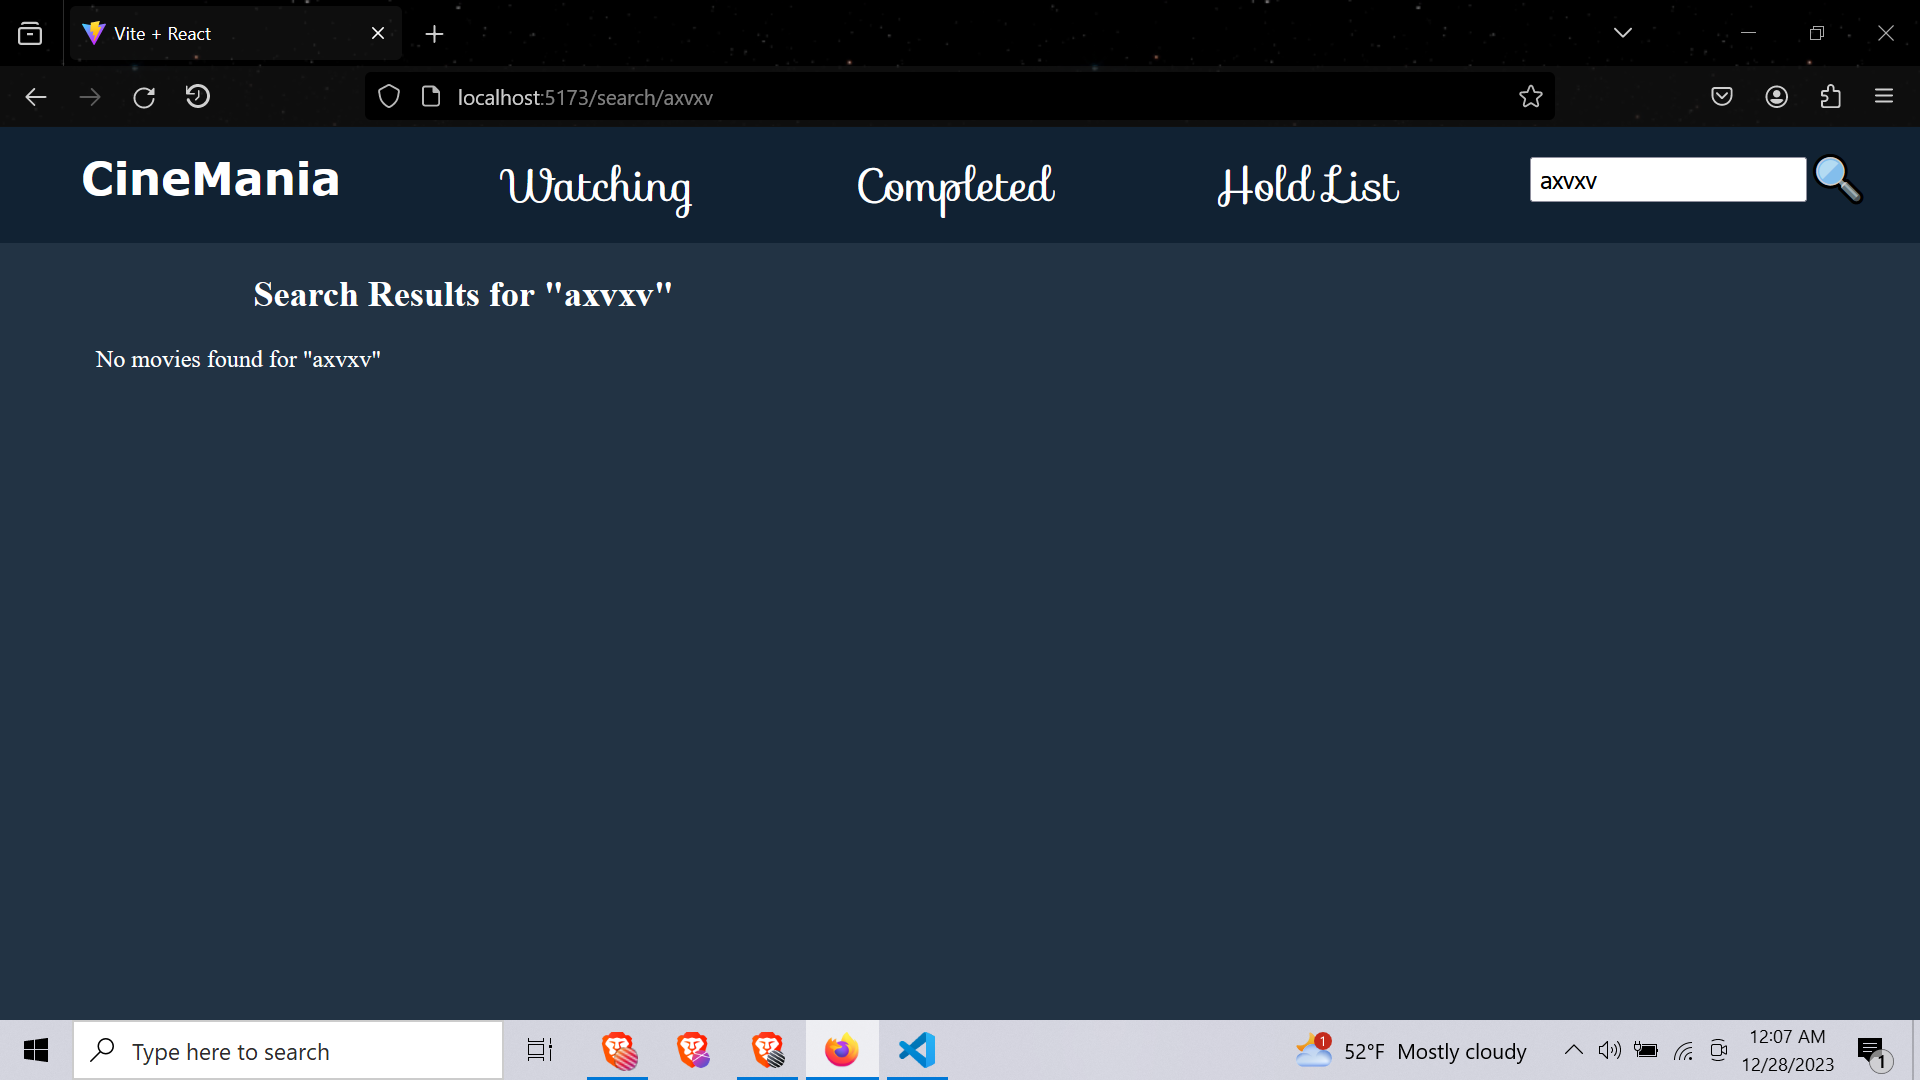 Vite + React
localhost:5173/search/axvxv
CineMania
Watching
Completed
Hold List
axvxv
Search Results for "axvxv"
No movies found for "axvxv"
Type here to search
1
52°F Mostly cloudy
12:07 AM
12/28/2023
1